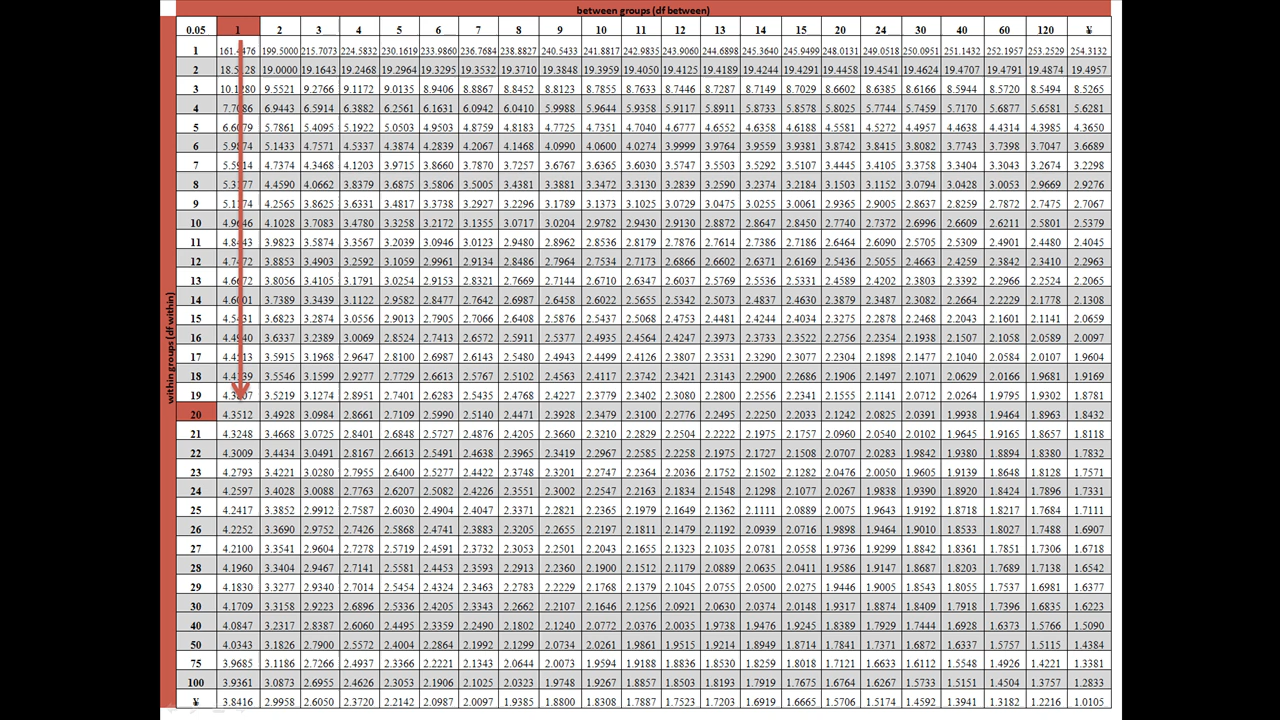 between groups (df between)
0.05 1 2 3 4 5 6 7 8 9 10 11 12 13 14 15 20 24 30 40 60 120 ¥
1 199.5000 215.7073 224.5832 230.1619 233.9860 236.7684 238.8827 240.5433 241.8817 242.9835 243.9060 244.6898 245.3640 245.9499 248.0131 249.0518 250.0951 251.1432 252.1957 253.2529 254.3132
2 19.0000 19.1643 19.2468 19.2964 19.3295 19.3532 19.3710 19.3848 19.3959 19.4050 19.4125 19.4189 19.4244 19.4291 19.4458 19.4541 19.4624 19.4707 19.4791 19.4874 19.4957
3 9.5521 9.2766 9.1172 9.0135 8.9406 8.8867 8.8452 8.8123 8.7855 8.7633 8.7446 8.7287 8.7149 8.7029 8.6602 8.6385 8.6166 8.5944 8.5720 8.5494 8.5265
4 6.9443 6.5914 6.3882 6.2561 6.1631 6.0942 6.0410 5.9988 5.9644 5.9358 5.9117 5.8911 5.8733 5.8578 5.8025 5.7744 5.7459 5.7170 5.6877 5.6581 5.6281
5 5.7861 5.4095 5.1922 5.0503 4.9503 4.8759 4.8183 4.7725 4.7351 4.7040 4.6777 4.6552 4.6358 4.6188 4.5581 4.5272 4.4957 4.4638 4.4314 4.3985 4.3650
6 5.1433 4.7571 4.5337 4.3874 4.2839 4.2067 4.1468 4.0990 4.0600 4.0274 3.9999 3.9764 3.9559 3.9381 3.8742 3.8415 3.8082 3.7743 3.7398 3.7047 3.6689
7 4.7374 4.3468 4.1203 3.9715 3.8660 3.7870 3.7257 3.6767 3.6365 3.6030 3.5747 3.5503 3.5292 3.5107 3.4445 3.4105 3.3758 3.3404 3.3043 3.2674 3.2298
8 4.4590 4.0662 3.8379 3.6875 3.5806 3.5005 3.4381 3.3881 3.3472 3.3130 3.2839 3.2590 3.2374 3.2184 3.1503 3.1152 3.0794 3.0428 3.0053 2.9669 2.9276
9 4.2565 3.8625 3.6331 3.4817 3.3738 3.2927 3.2296 3.1789 3.1373 3.1025 3.0729 3.0475 3.0255 3.0061 2.9365 2.9005 2.8637 2.8259 2.7872 2.7475 2.7067
10 4.1028 3.7083 3.4780 3.3258 3.2172 3.1355 3.0717 3.0204 2.9782 2.9430 2.9130 2.8872 2.8647 2.8450 2.7740 2.7372 2.6996 2.6609 2.6211 2.5801 2.5379
11 3.9823 3.5874 3.3567 3.2039 3.0946 3.0123 2.9480 2.8962 2.8536 2.8179 2.7876 2.7614 2.7386 2.7186 2.6464 2.6090 2.5705 2.5309 2.4901 2.4480 2.4045
12 3.8853 3.4903 3.2592 3.1059 2.9961 2.9134 2.8486 2.7964 2.7534 2.7173 2.6866 2.6602 2.6371 2.6169 2.5436 2.5055 2.4663 2.4259 2.3842 2.3410 2.2963
13 3.8056 3.4105 3.1791 3.0254 2.9153 2.8321 2.7669 2.7144 2.6710 2.6347 2.6037 2.5769 2.5536 2.5331 2.4589 2.4202 2.3803 2.3392 2.2966 2.2524 2.2065
14 3.7389 3.3439 3.1122 2.9582 2.8477 2.7642 2.6987 2.6458 2.6022 2.5655 2.5342 2.5073 2.4837 2.4630 2.3879 2.3487 2.3082 2.2664 2.2229 2.1778 2.1308
15 3.6823 3.2874 3.0556 2.9013 2.7905 2.7066 2.6408 2.5876 2.5437 2.5068 2.4753 2.4481 2.4244 2.4034 2.3275 2.2878 2.2468 2.2043 2.1601 2.1141 2.0659
16 3.6337 3.2389 3.0069 2.8524 2.7413 2.6572 2.5911 2.5377 2.4935 2.4564 2.4247 2.3973 2.3733 2.3522 2.2756 2.2354 2.1938 2.1507 2.1058 2.0589 2.0097
17 3.5915 3.1968 2.9647 2.8100 2.6987 2.6143 2.5480 2.4943 2.4499 2.4126 2.3807 2.3531 2.3290 2.3077 2.2304 2.1898 2.1477 2.1040 2.0584 2.0107 1.9604
18 3.5546 3.1599 2.9277 2.7729 2.6613 2.5767 2.5102 2.4563 2.4117 2.3742 2.3421 2.3143 2.2900 2.2686 2.1906 2.1497 2.1071 2.0629 2.0166 1.9681 1.9169
19 3.5219 3.1274 2.8951 2.7401 2.6283 2.5435 2.4768 2.4227 2.3779 2.3402 2.3080 2.2800 2.2556 2.2341 2.1555 2.1141 2.0712 2.0264 1.9795 1.9302 1.8781
20 4.3512 3.4928 3.0984 2.8661 2.7109 2.5990 2.5140 2.4471 2.3928 2.3479 2.3100 2.2776 2.2495 2.2250 2.2033 2.1242 2.0825 2.0391 1.9938 1.9464 1.8963 1.8432
21 4.3248 3.4668 3.0725 2.8401 2.6848 2.5727 2.4876 2.4205 2.3660 2.3210 2.2829 2.2504 2.2222 2.1975 2.1757 2.0960 2.0540 2.0102 1.9645 1.9165 1.8657 1.8118
22 4.3009 3.4434 3.0491 2.8167 2.6613 2.5491 2.4638 2.3965 2.3419 2.2967 2.2585 2.2258 2.1975 2.1727 2.1508 2.0707 2.0283 1.9842 1.9380 1.8894 1.8380 1.7832
23 4.2793 3.4221 3.0280 2.7955 2.6400 2.5277 2.4422 2.3748 2.3201 2.2747 2.2364 2.2036 2.1752 2.1502 2.1282 2.0476 2.0050 1.9605 1.9139 1.8648 1.8128 1.7571
24 4.2597 3.4028 3.0088 2.7763 2.6207 2.5082 2.4226 2.3551 2.3002 2.2547 2.2163 2.1834 2.1548 2.1298 2.1077 2.0267 1.9838 1.9390 1.8920 1.8424 1.7896 1.7331
25 4.2417 3.3852 2.9912 2.7587 2.6030 2.4904 2.4047 2.3371 2.2821 2.2365 2.1979 2.1649 2.1362 2.1111 2.0889 2.0075 1.9643 1.9192 1.8718 1.8217 1.7684 1.7111
26 4.2252 3.3690 2.9752 2.7426 2.5868 2.4741 2.3883 2.3205 2.2655 2.2197 1.1811 2.1479 2.1192 2.0939 2.0716 1.9898 1.9464 1.9010 1.8533 1.8027 1.7488 1.6907
27 4.2100 3.3541 2.9604 2.7278 2.5719 2.4591 2.3732 2.3053 2.2501 2.2043 2.1655 2.1323 2.1035 2.0781 2.0558 1.9736 1.9299 1.8842 1.8361 1.7851 1.7306 1.6718
28 4.1960 3.3404 2.9467 2.7141 2.5581 2.4453 2.3593 2.2913 2.2360 2.1900 2.1512 2.1179 2.0889 2.0635 2.0411 1.9586 1.9147 1.8687 1.8203 1.7689 1.7138 1.6542
29 4.1830 3.3277 2.9340 2.7014 2.5454 2.4324 2.3463 2.2783 2.2229 2.1768 2.1379 2.1045 2.0755 2.0500 2.0275 1.9446 1.9005 1.8543 1.8055 1.7537 1.6981 1.6377
30 4.1709 3.3158 2.9223 2.6896 2.5336 2.4205 2.3343 2.2662 2.2107 2.1646 2.1256 2.0921 2.0630 2.0374 2.0148 1.9317 1.8874 1.8409 1.7918 1.7396 1.6835 1.6223
40 4.0847 3.2317 2.8387 2.6060 2.4495 2.3359 2.2490 2.1802 2.1240 2.0772 2.0376 2.0035 1.9738 1.9476 1.9245 1.8389 1.7929 1.7444 1.6928 1.6373 1.5766 1.5090
50 4.0343 3.1826 2.7900 2.5572 2.4004 2.2864 2.1992 2.1299 2.0734 2.0261 1.9861 1.9515 1.9214 1.8949 1.8714 1.7841 1.7371 1.6872 1.6337 1.5757 1.5115 1.4384
75 3.9685 3.1186 2.7266 2.4937 2.3366 2.2221 2.1343 2.0644 2.0073 1.9594 1.9188 1.8836 1.8530 1.8259 1.8018 1.7121 1.6633 1.6112 1.5548 1.4926 1.4221 1.3381
100 3.9361 3.0873 2.6955 2.4626 2.3053 2.1906 2.1025 2.0323 1.9748 1.9267 1.8857 1.8503 1.8193 1.7919 1.7675 1.6764 1.6267 1.5733 1.5151 1.4504 1.3757 1.2833
¥ 3.8416 2.9958 2.6050 2.3720 2.2142 2.0987 2.0097 1.9385 1.8800 1.8308 1.7887 1.7523 1.7203 1.6919 1.6665 1.5706 1.5174 1.4592 1.3941 1.3182 1.2216 1.0105
within groups (df within)